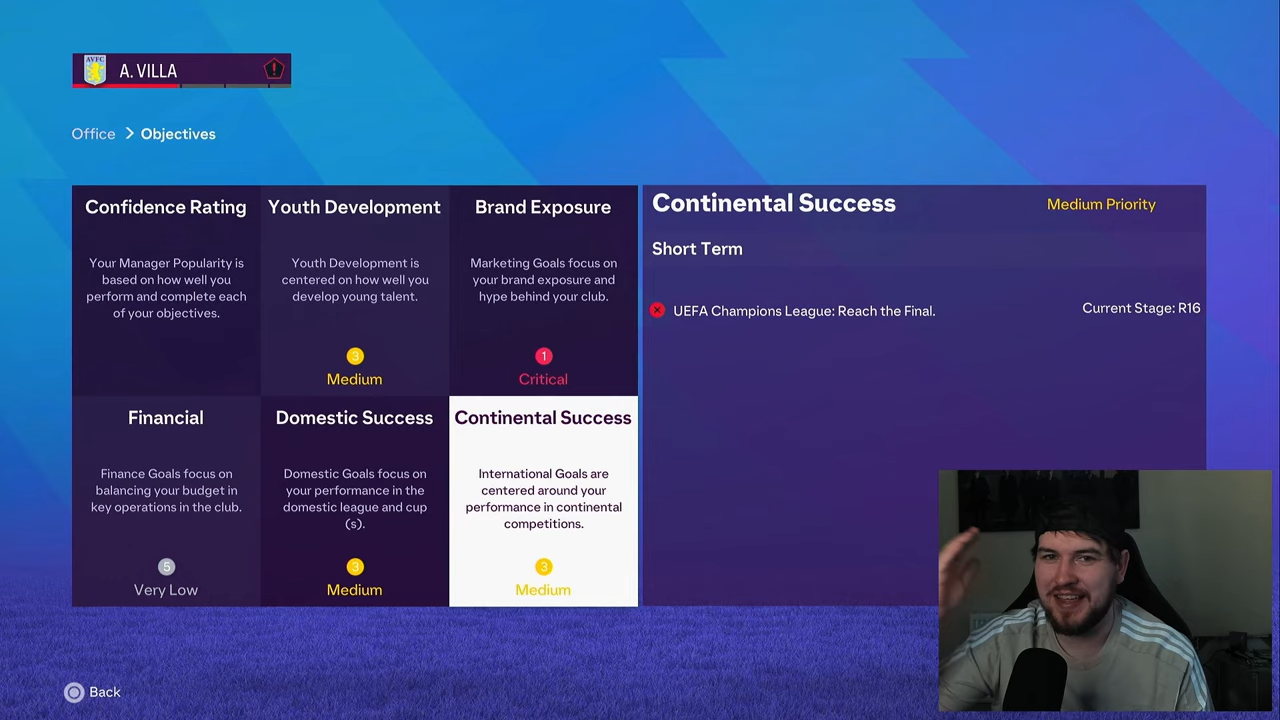 AVFC
A. VILLA
Office > Objectives
Confidence Rating
Your Manager Popularity is
based on how well you
perform and complete each
of your objectives.
Youth Development
Youth Development is
centered on how well you
develop young talent.
3
Medium
Brand Exposure
Marketing Goals focus on
your brand exposure and
hype behind your club.
1
Critical
Financial
Finance Goals focus on
balancing your budget in
key operations in the club.
5
Very Low
Domestic Success
Domestic Goals focus on
your performance in the
domestic league and cup
(s).
3
Medium
Continental Success
International Goals are
centered around your
performance in continental
competitions.
3
Medium
Continental Success
Medium Priority
Short Term
UEFA Champions League: Reach the Final.
Current Stage: R16
Back